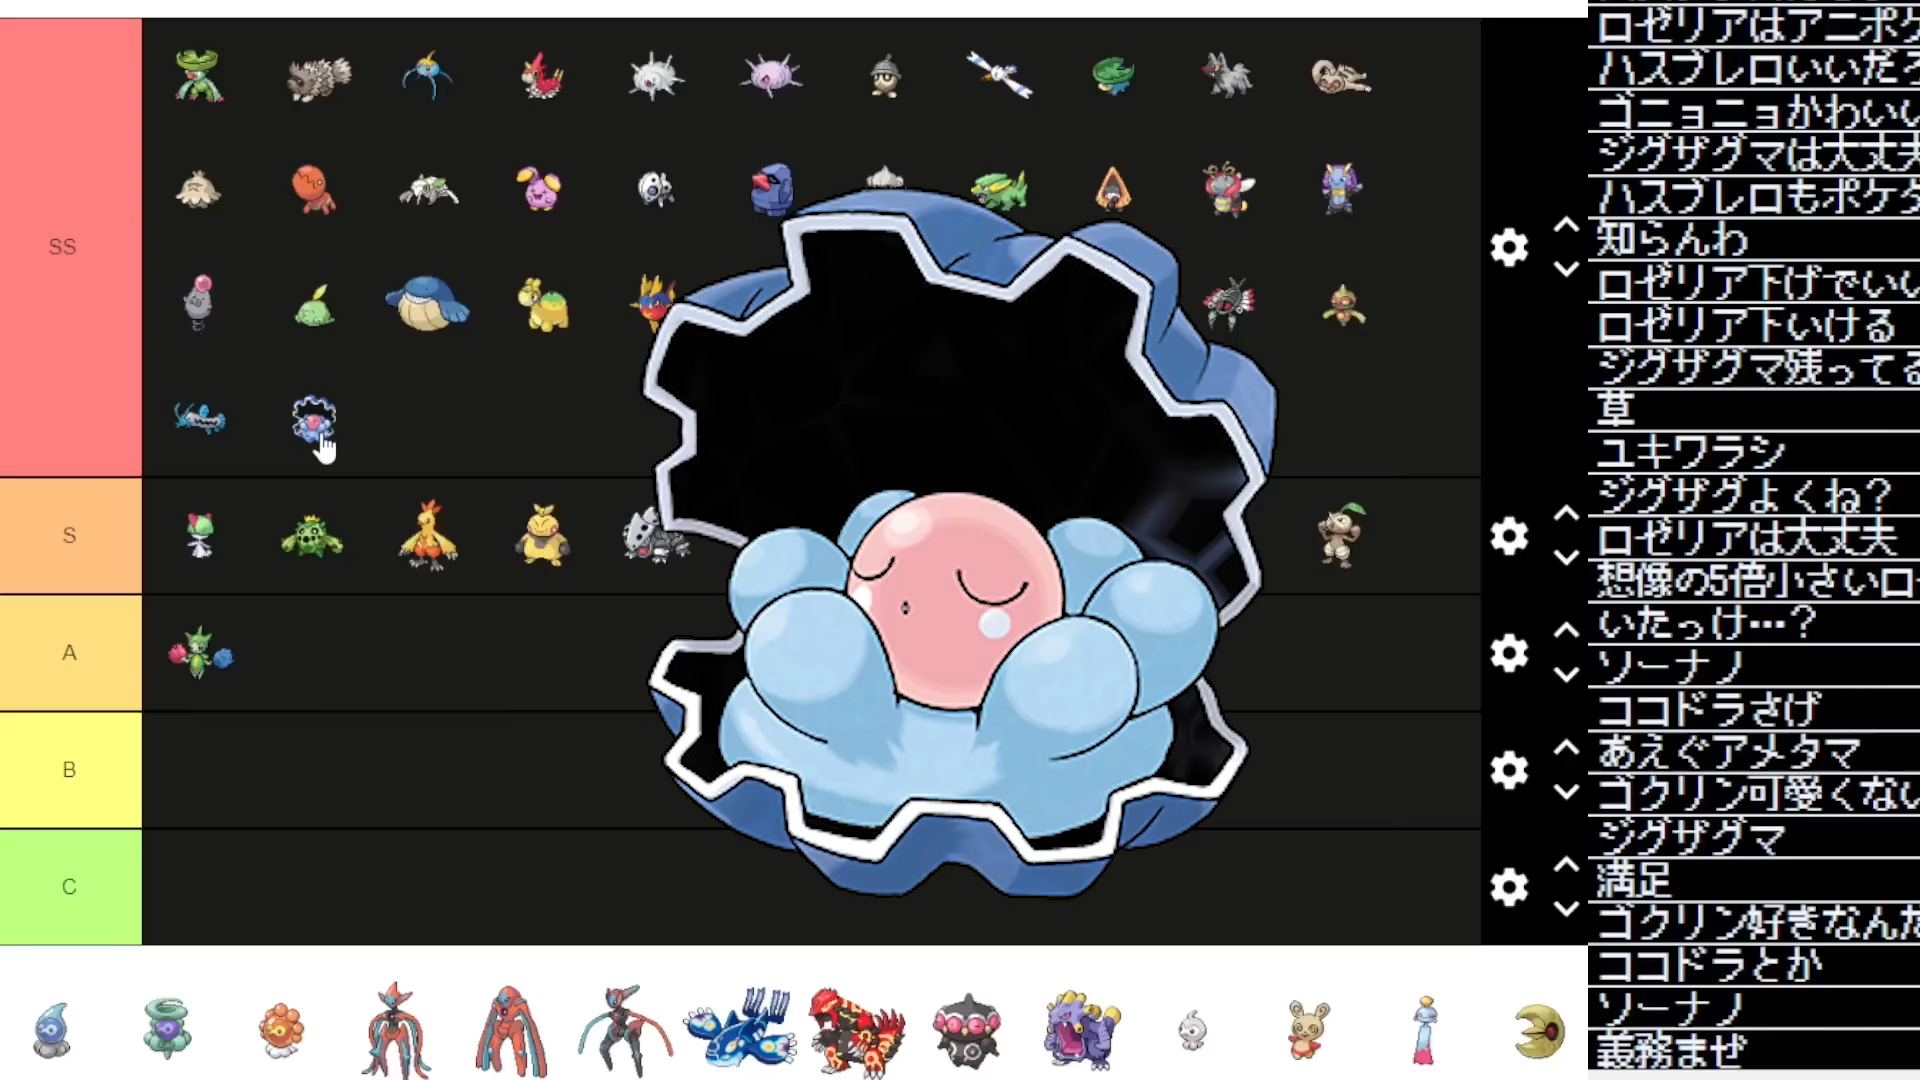 SS
S
A
B
C
ロゼリアはアニポケ
ハスブレロいいだろ
ゴニョニョかわいい
ジグザグマは大丈夫
ハスブレロもポケダ
知らんわ
ロゼリア下げでいい
ロゼリア下いける
ジグザグマ残ってる
草
ユキワラシ
ジグザグよくね？
ロゼリアは大丈夫
想像の5倍小さいロ
いたっけ…？
ソーナノ
ココドラさげ
あえぐアメタマ
ゴクリン可愛くない
ジグザグマ
満足
ゴクリン好きなんだ
ココドラとか
ソーナノ
義務まぜ